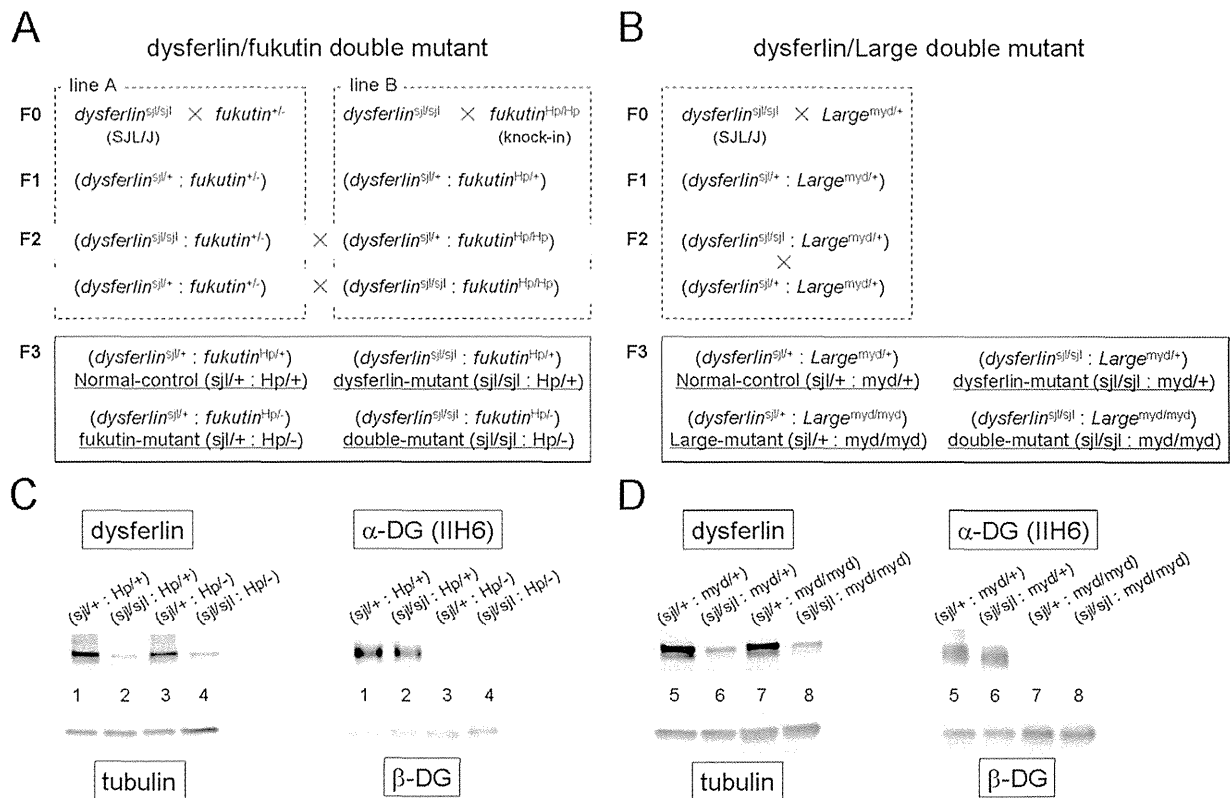 A
dysferlin/fukutin double mutant
line A
line B
F0
dysferlin^sjl/sjl × fukutin^+/-
(SJL/J)
dysferlin^sjl/sjl × fukutin^Hp/Hp
(knock-in)
F1
(dysferlin^sjl/+ : fukutin^+/-)
(dysferlin^sjl/+ : fukutin^Hp/+)
F2
(dysferlin^sjl/sjl : fukutin^+/-) × (dysferlin^sjl/+ : fukutin^Hp/Hp)
(dysferlin^sjl/+ : fukutin^+/-) × (dysferlin^sjl/sjl : fukutin^Hp/Hp)
F3
(dysferlin^sjl/+ : fukutin^Hp/+)
Normal-control (sjl/+ : Hp/+)
(dysferlin^sjl/sjl : fukutin^Hp/+)
dysferlin-mutant (sjl/sjl : Hp/+)
(dysferlin^sjl/+ : fukutin^Hp/-)
fukutin-mutant (sjl/+ : Hp/-)
(dysferlin^sjl/sjl : fukutin^Hp/-)
double-mutant (sjl/sjl : Hp/-)
B
dysferlin/Large double mutant
F0
dysferlin^sjl/sjl × Large^myd/+
(SJL/J)
F1
(dysferlin^sjl/+ : Large^myd/+)
F2
(dysferlin^sjl/sjl : Large^myd/+)
×
(dysferlin^sjl/+ : Large^myd/+)
F3
(dysferlin^sjl/+ : Large^myd/+)
Normal-control (sjl/+ : myd/+)
(dysferlin^sjl/sjl : Large^myd/+)
dysferlin-mutant (sjl/sjl : myd/+)
(dysferlin^sjl/+ : Large^myd/myd)
Large-mutant (sjl/+ : myd/myd)
(dysferlin^sjl/sjl : Large^myd/myd)
double-mutant (sjl/sjl : myd/myd)
C
dysferlin
(sjl/+ : Hp/+)
(sjl/sjl : Hp/+)
(sjl/+ : Hp/-)
(sjl/sjl : Hp/-)
1 2 3 4
tubulin
α-DG (IIH6)
(sjl/+ : Hp/+)
(sjl/sjl : Hp/+)
(sjl/+ : Hp/-)
(sjl/sjl : Hp/-)
1 2 3 4
β-DG
D
dysferlin
(sjl/+ : myd/+)
(sjl/sjl : myd/+)
(sjl/+ : myd/myd)
(sjl/sjl : myd/myd)
5 6 7 8
tubulin
α-DG (IIH6)
(sjl/+ : myd/+)
(sjl/sjl : myd/+)
(sjl/+ : myd/myd)
(sjl/sjl : myd/myd)
5 6 7 8
β-DG